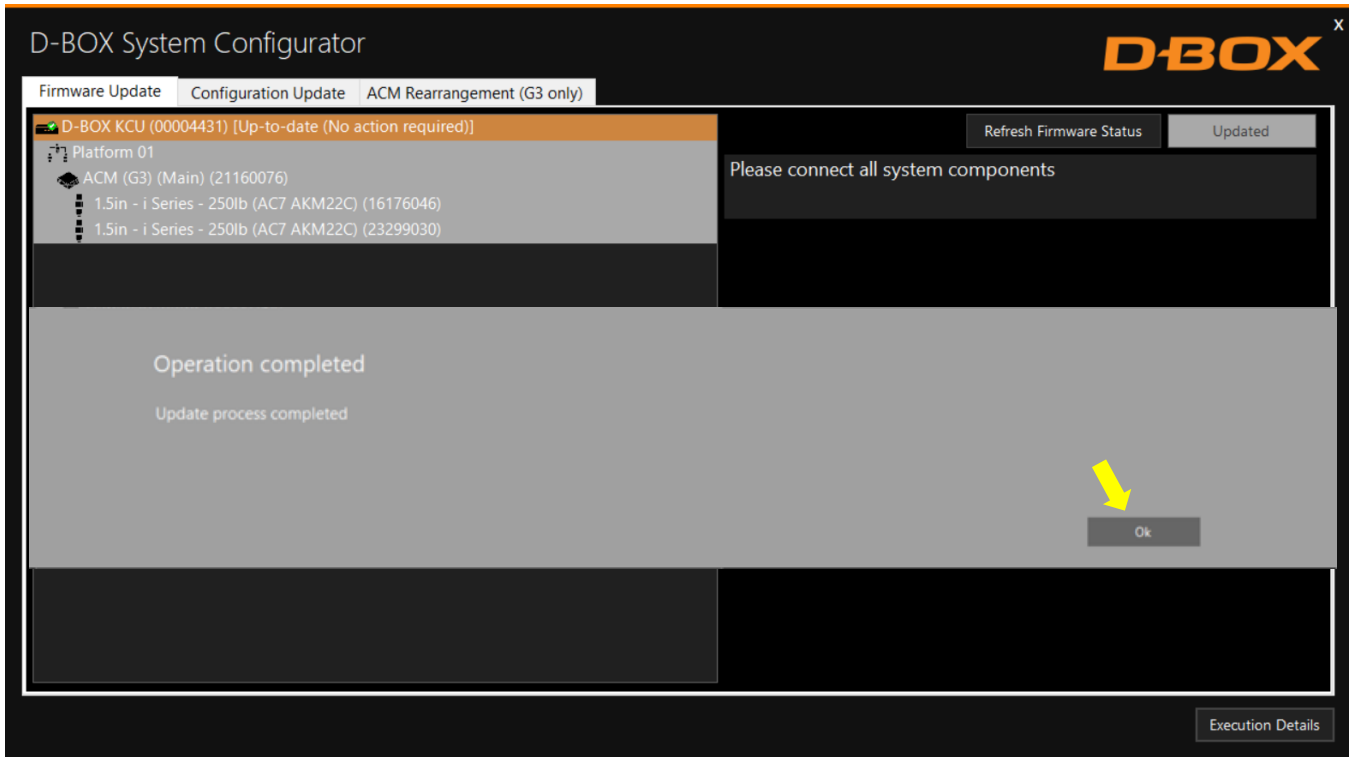 D-BOX System Configurator
D-BOX
x
Firmware Update
Configuration Update
ACM Rearrangement (G3 only)
D-BOX KCU (00004431) [Up-to-date (No action required)]
Platform 01
ACM (G3) (Main) (21160076)
1.5in - i Series - 250lb (AC7 AKM22C) (16176046)
1.5in - i Series - 250lb (AC7 AKM22C) (23299030)
Refresh Firmware Status
Updated
Please connect all system components
Operation completed
Update process completed
Ok
Execution Details